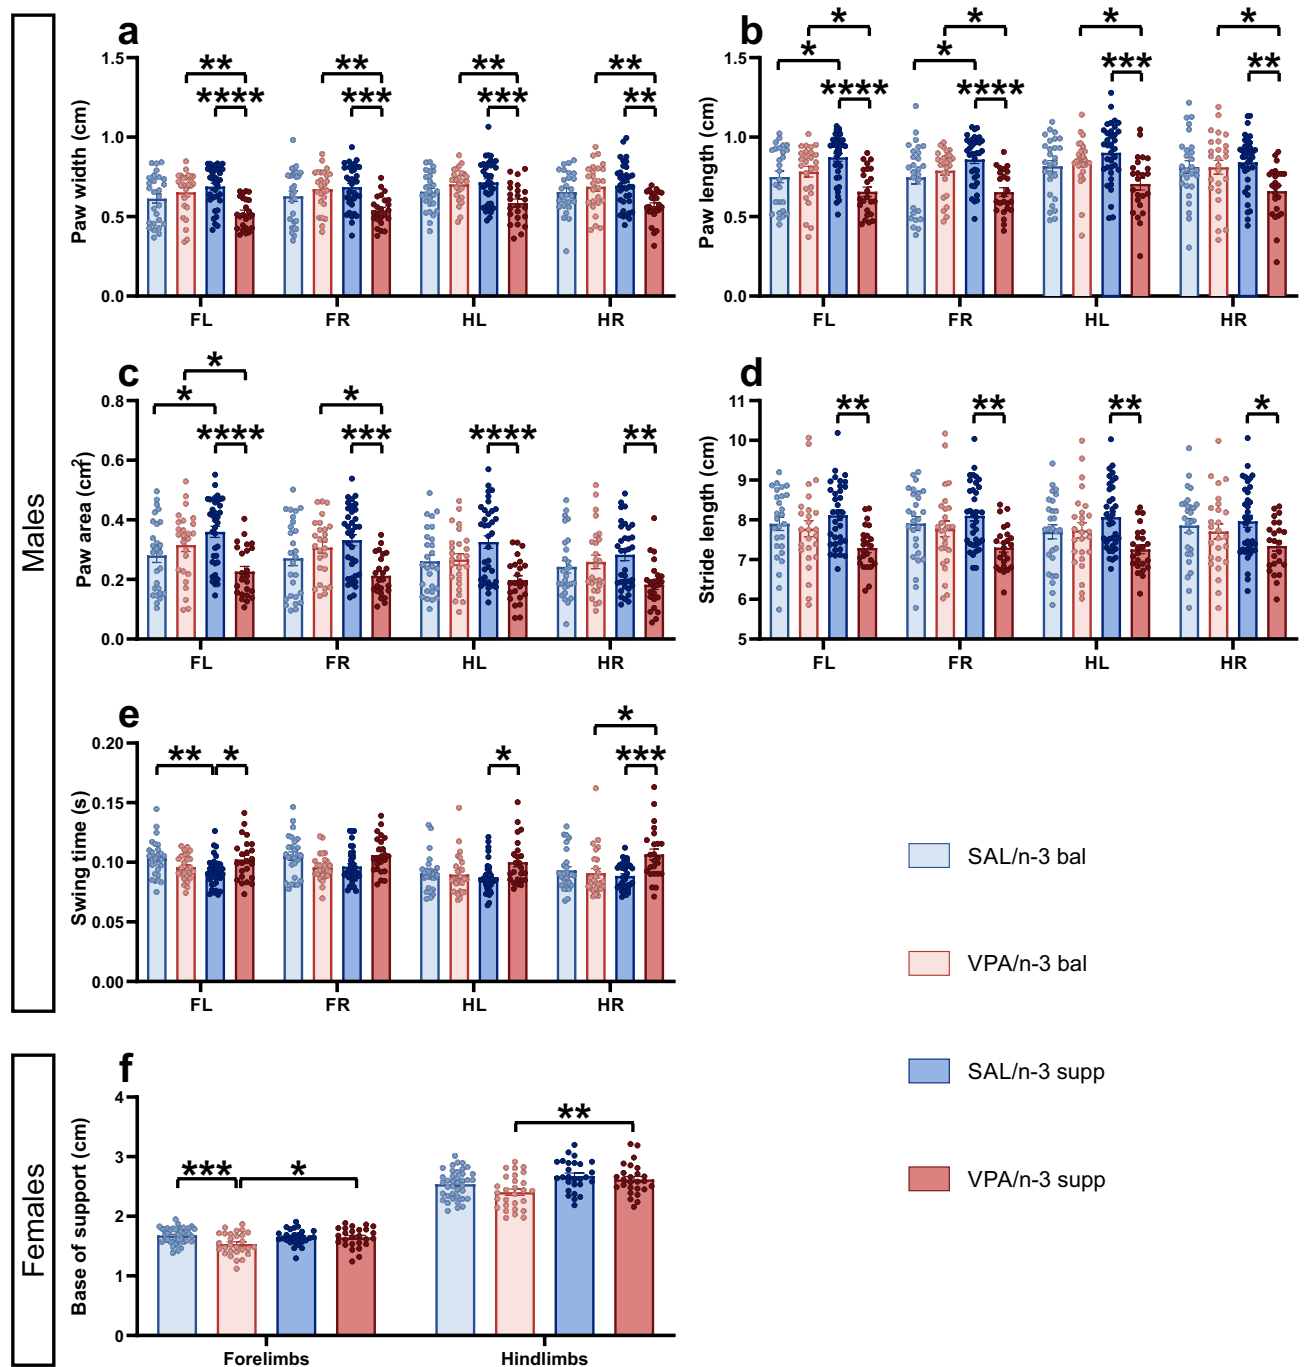 Males
a
** ** ** **
**** *** *** **
Paw width (cm)
1.5
1.0
0.5
0.0
FL FR HL HR
b
* * * *
* *
**** **** *** **
Paw length (cm)
1.5
1.0
0.5
0.0
FL FR HL HR
c
*
* *
**** *** **** **
Paw area (cm²)
0.8
0.6
0.4
0.2
0.0
FL FR HL HR
d
** ** ** *
Stride length (cm)
11
10
9
8
7
6
5
FL FR HL HR
e
*
** * * ***
Swing time (s)
0.20
0.15
0.10
0.05
0.00
FL FR HL HR
SAL/n-3 bal
VPA/n-3 bal
SAL/n-3 supp
VPA/n-3 supp
Females
f
**
*** *
Base of support (cm)
4
3
2
1
0
Forelimbs Hindlimbs